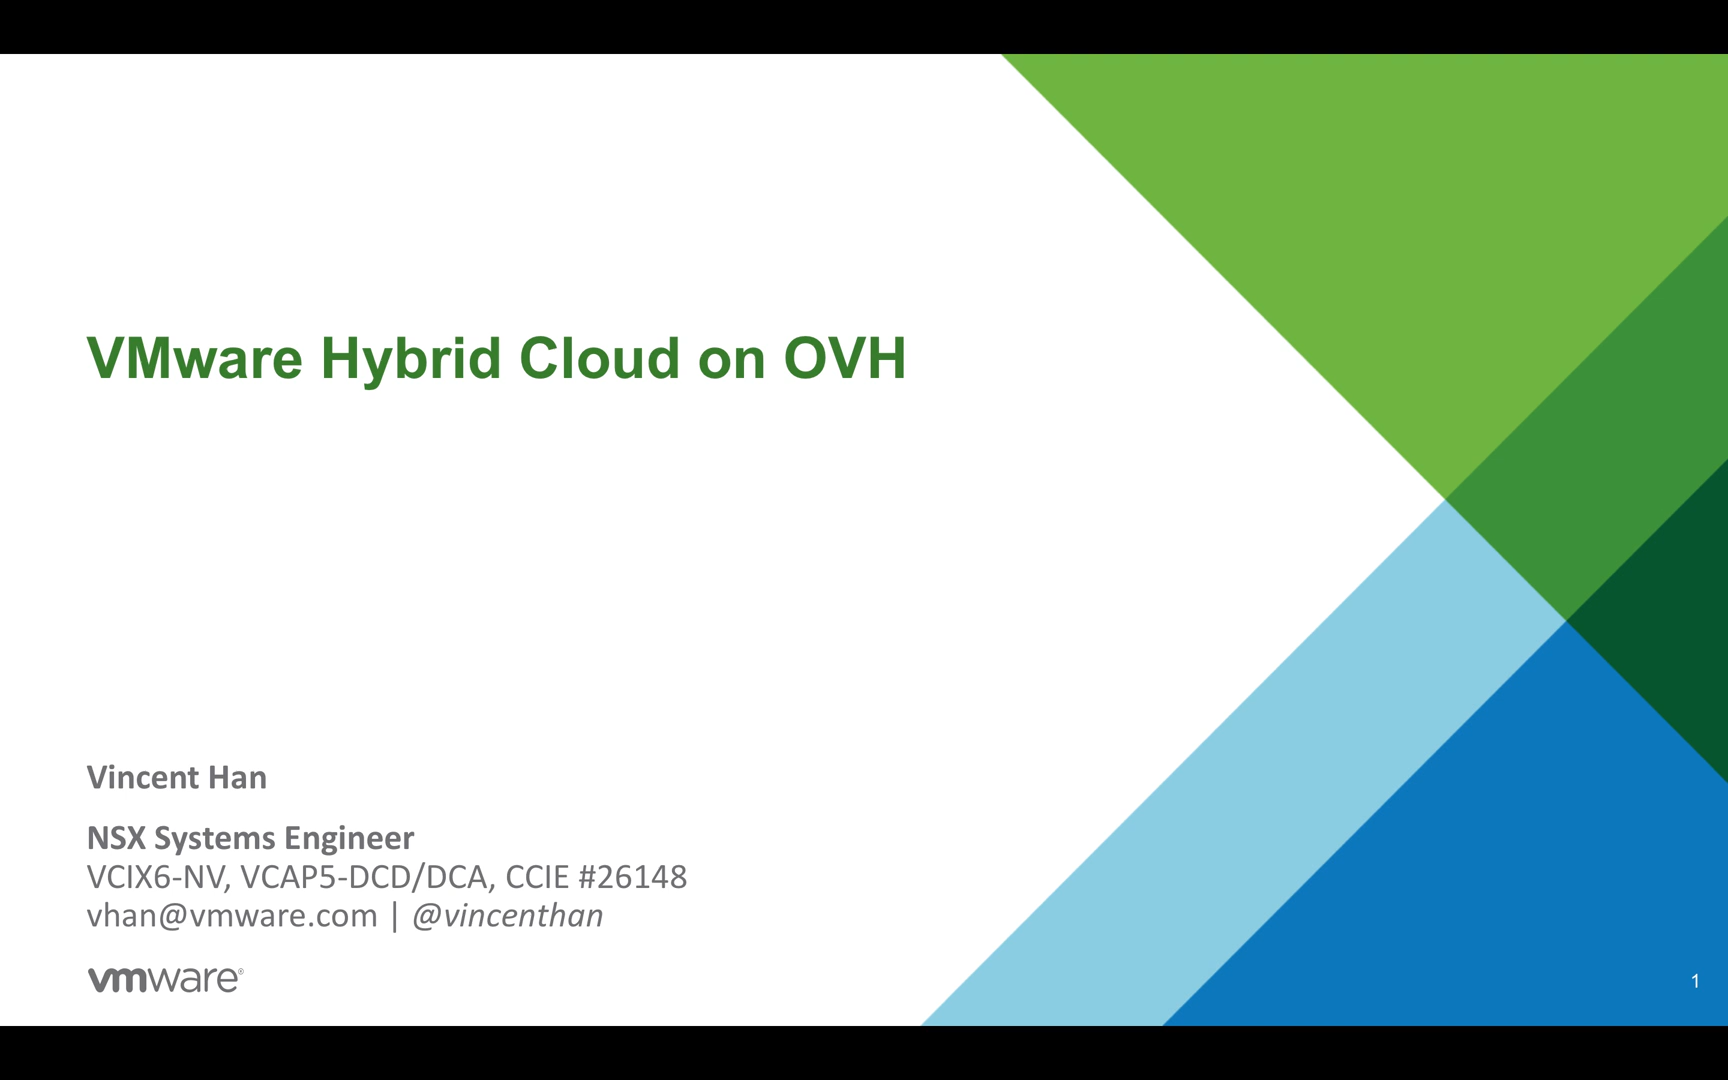 VMware Hybrid Cloud on OVH
Vincent Han
NSX Systems Engineer
VCIX6-NV, VCAP5-DCD/DCA, CCIE #26148
vhan@vmware.com | @vincenthan
vmware®
1